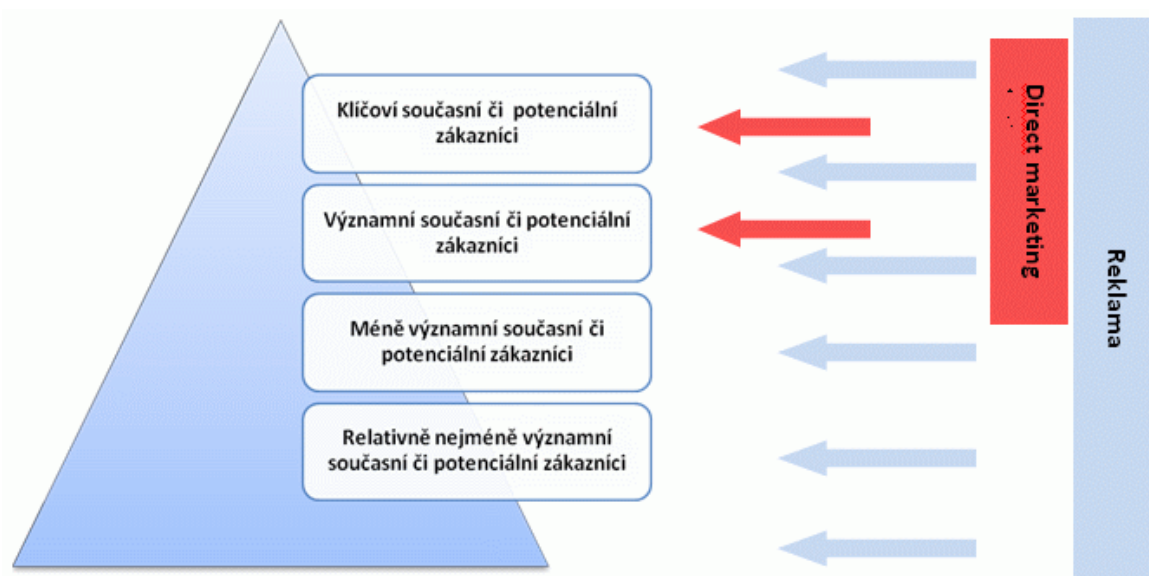 Klíčoví současní či potenciální
zákazníci
Významní současní či potenciální
zákazníci
Méně významní současní či
potenciální zákazníci
Relativně nejméně významní
současní či potenciální zákazníci
Direct marketing
Reklama